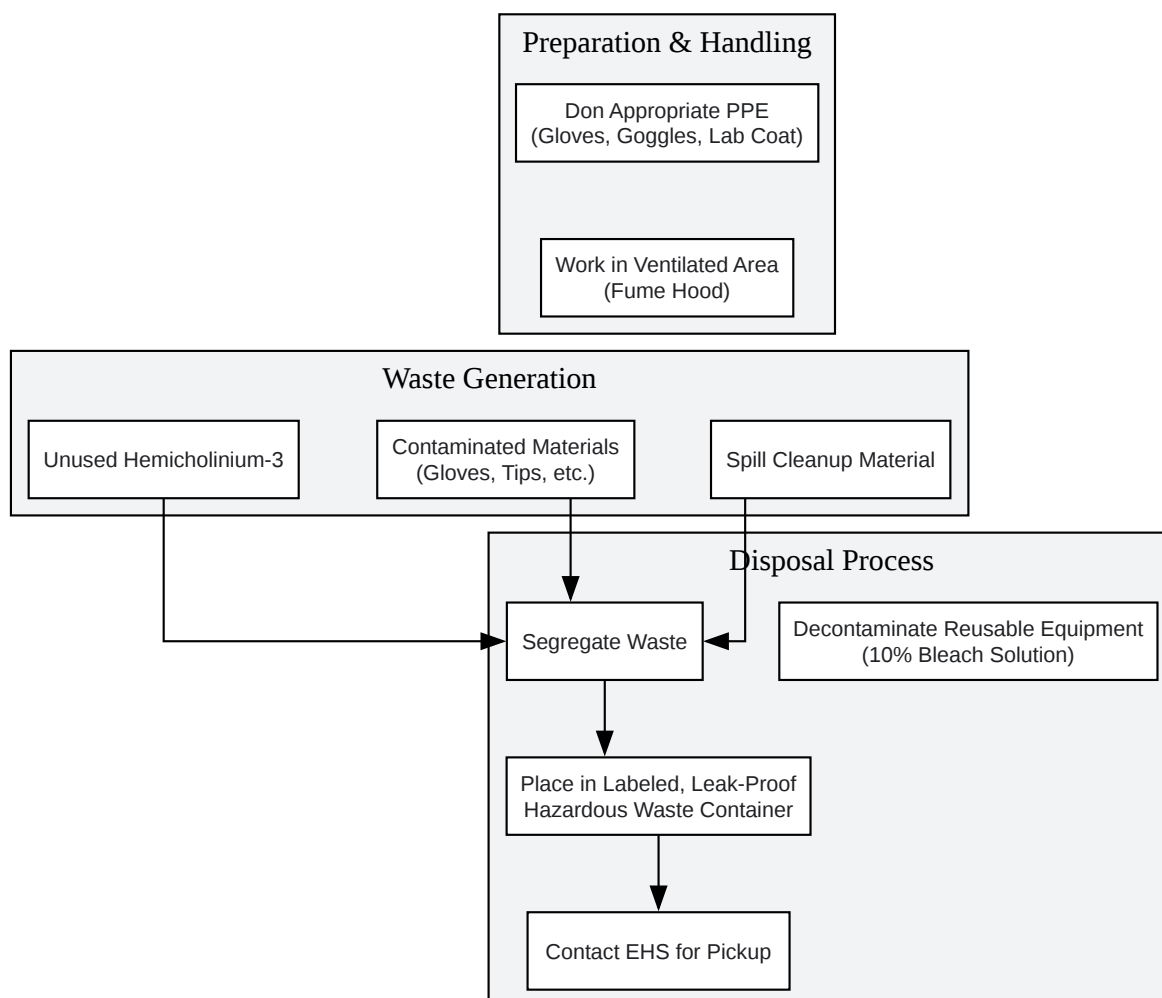 Preparation & Handling
Don Appropriate PPE
(Gloves, Goggles, Lab Coat)
Work in Ventilated Area
(Fume Hood)
Waste Generation
Unused Hemicholinium-3
Contaminated Materials
(Gloves, Tips, etc.)
Spill Cleanup Material
Disposal Process
Segregate Waste
Decontaminate Reusable Equipment
(10% Bleach Solution)
Place in Labeled, Leak-Proof
Hazardous Waste Container
Contact EHS for Pickup